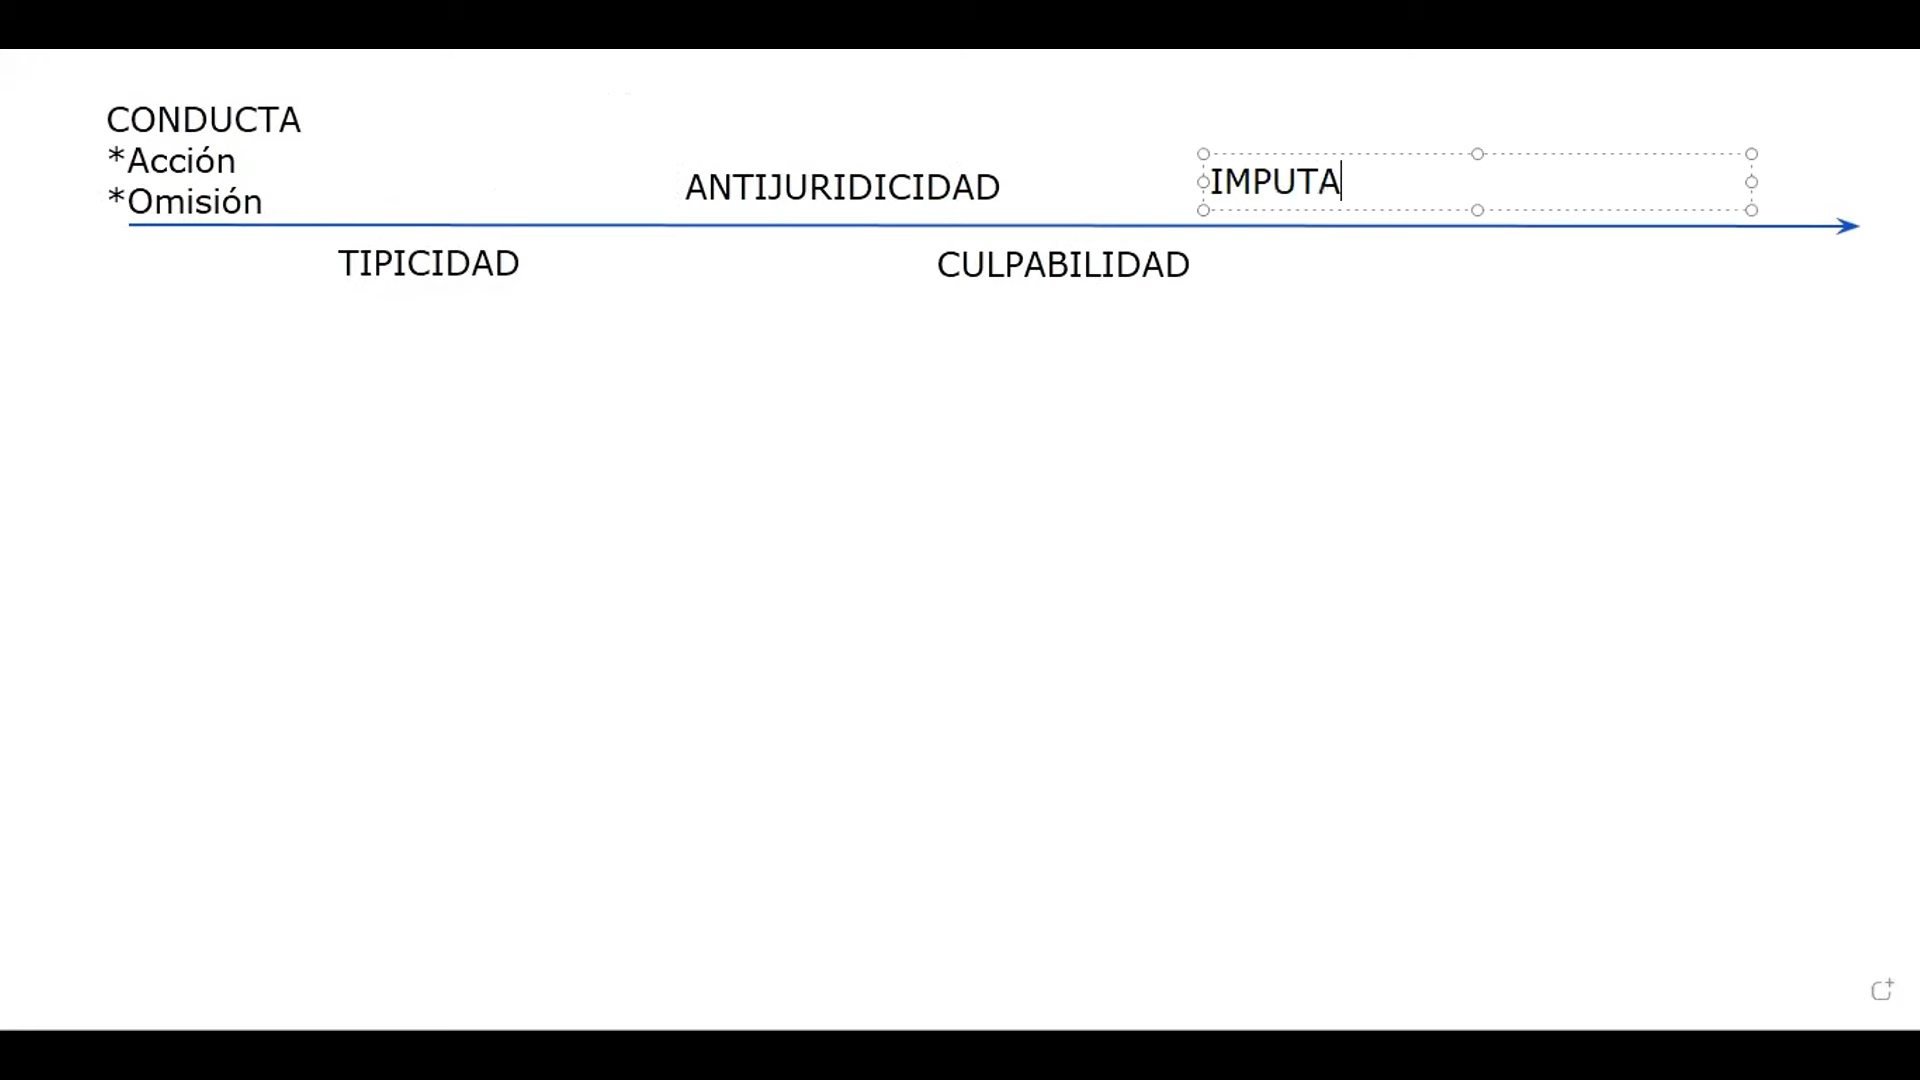 CONDUCTA
*Acción
*Omisión
ANTIJURIDICIDAD
IMPUTA
TIPICIDAD
CULPABILIDAD